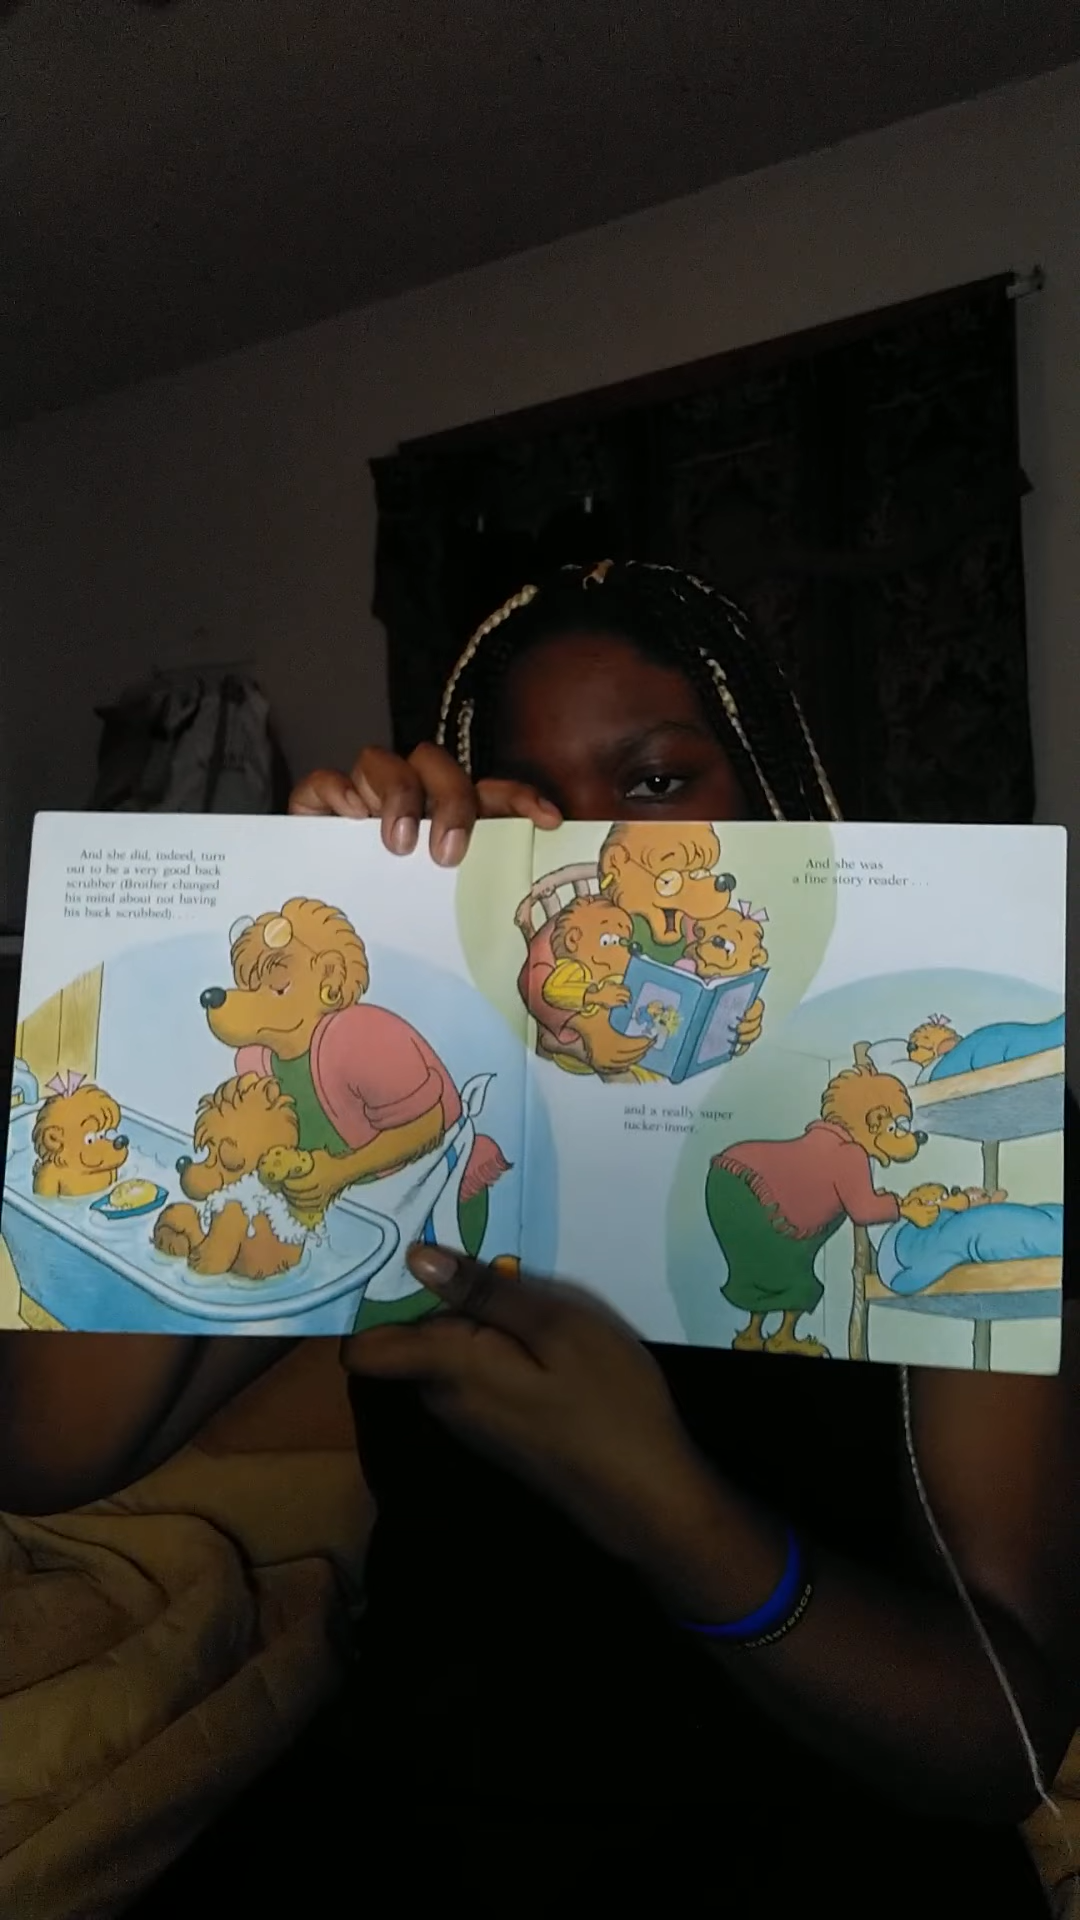 And she did, indeed, turn
out to be a very good back
scrubber (Brother changed
his mind about not having
his back scrubbed). . . .
And she was
a fine story reader . . .
and a really super
tucker-inner.